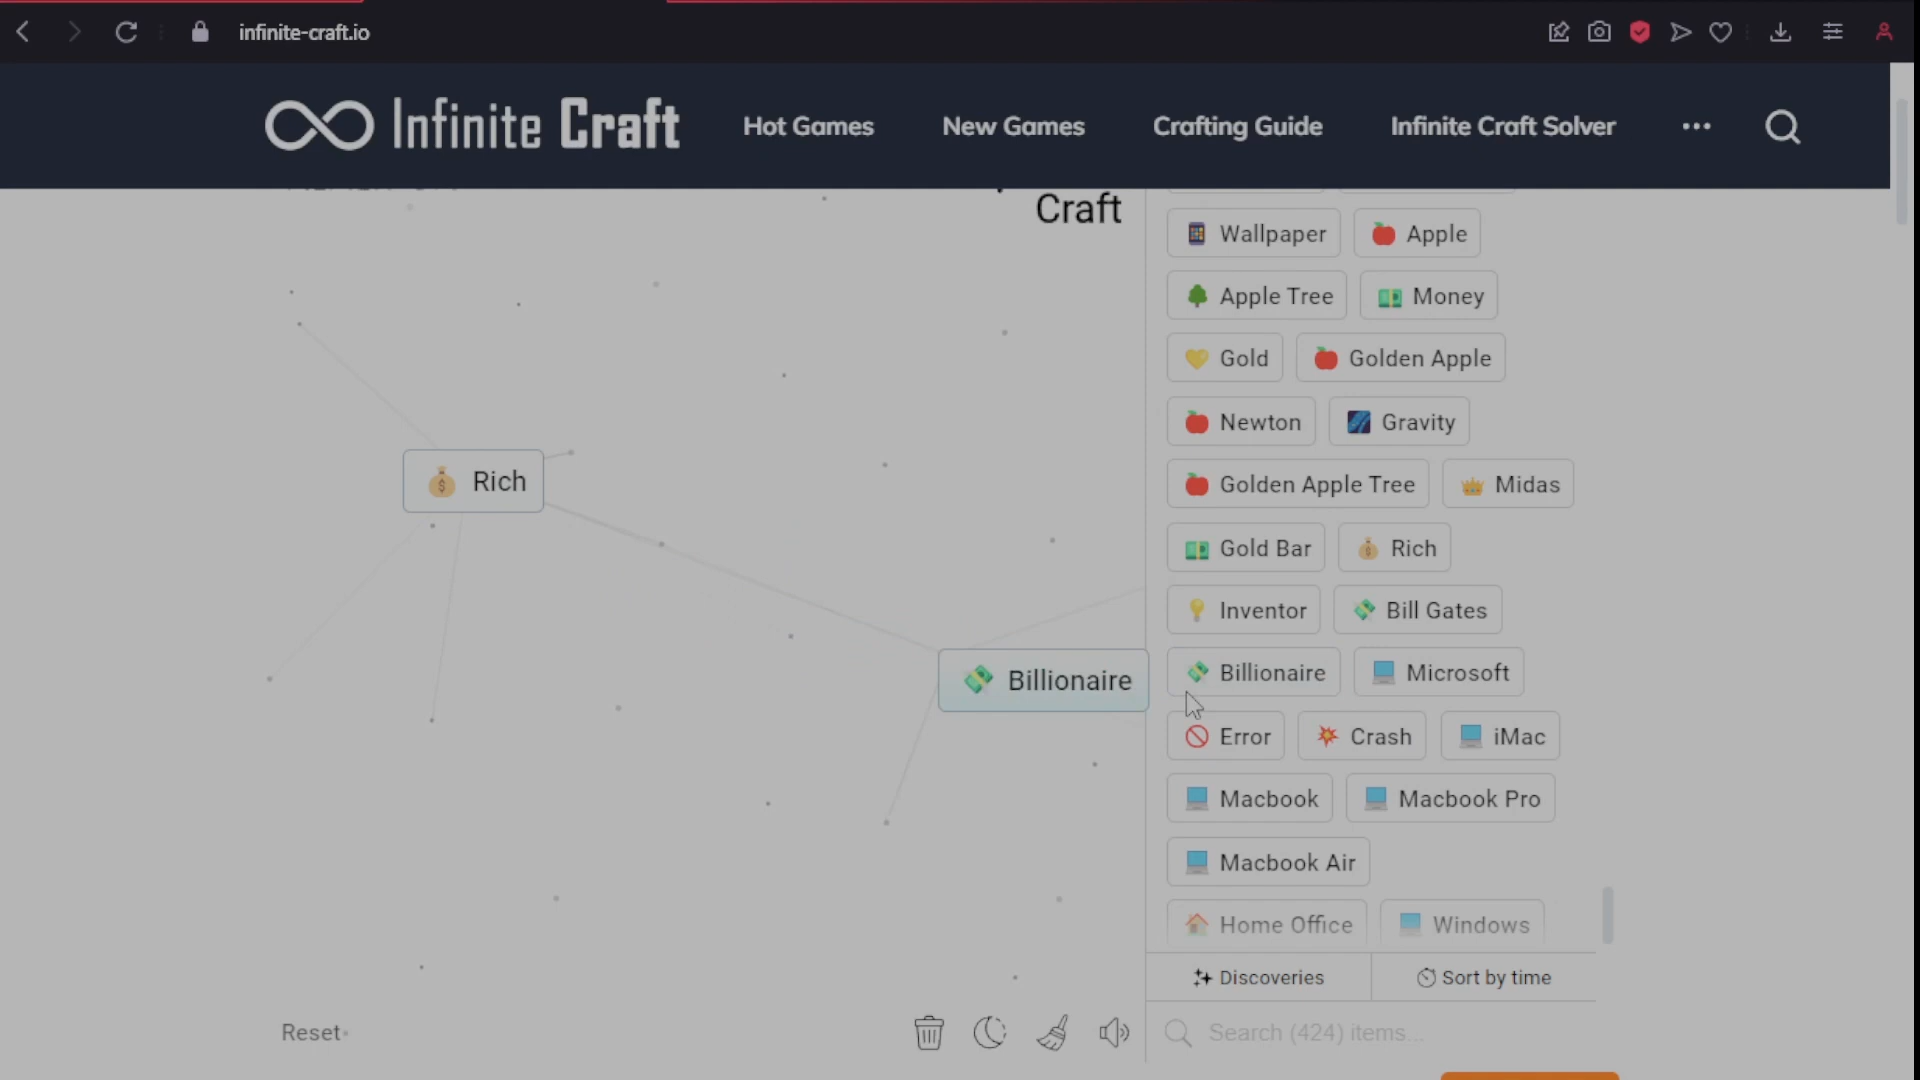 infinite-craft.io
Infinite Craft
Hot Games
New Games
Crafting Guide
Infinite Craft Solver
Craft
Wallpaper
Apple
Apple Tree
Money
Gold
Golden Apple
Newton
Gravity
Golden Apple Tree
Midas
Gold Bar
Rich
Inventor
Bill Gates
Billionaire
Microsoft
Error
Crash
iMac
Macbook
Macbook Pro
Macbook Air
Home Office
Windows
Rich
Billionaire
Discoveries
Sort by time
Reset
Search (424) items...